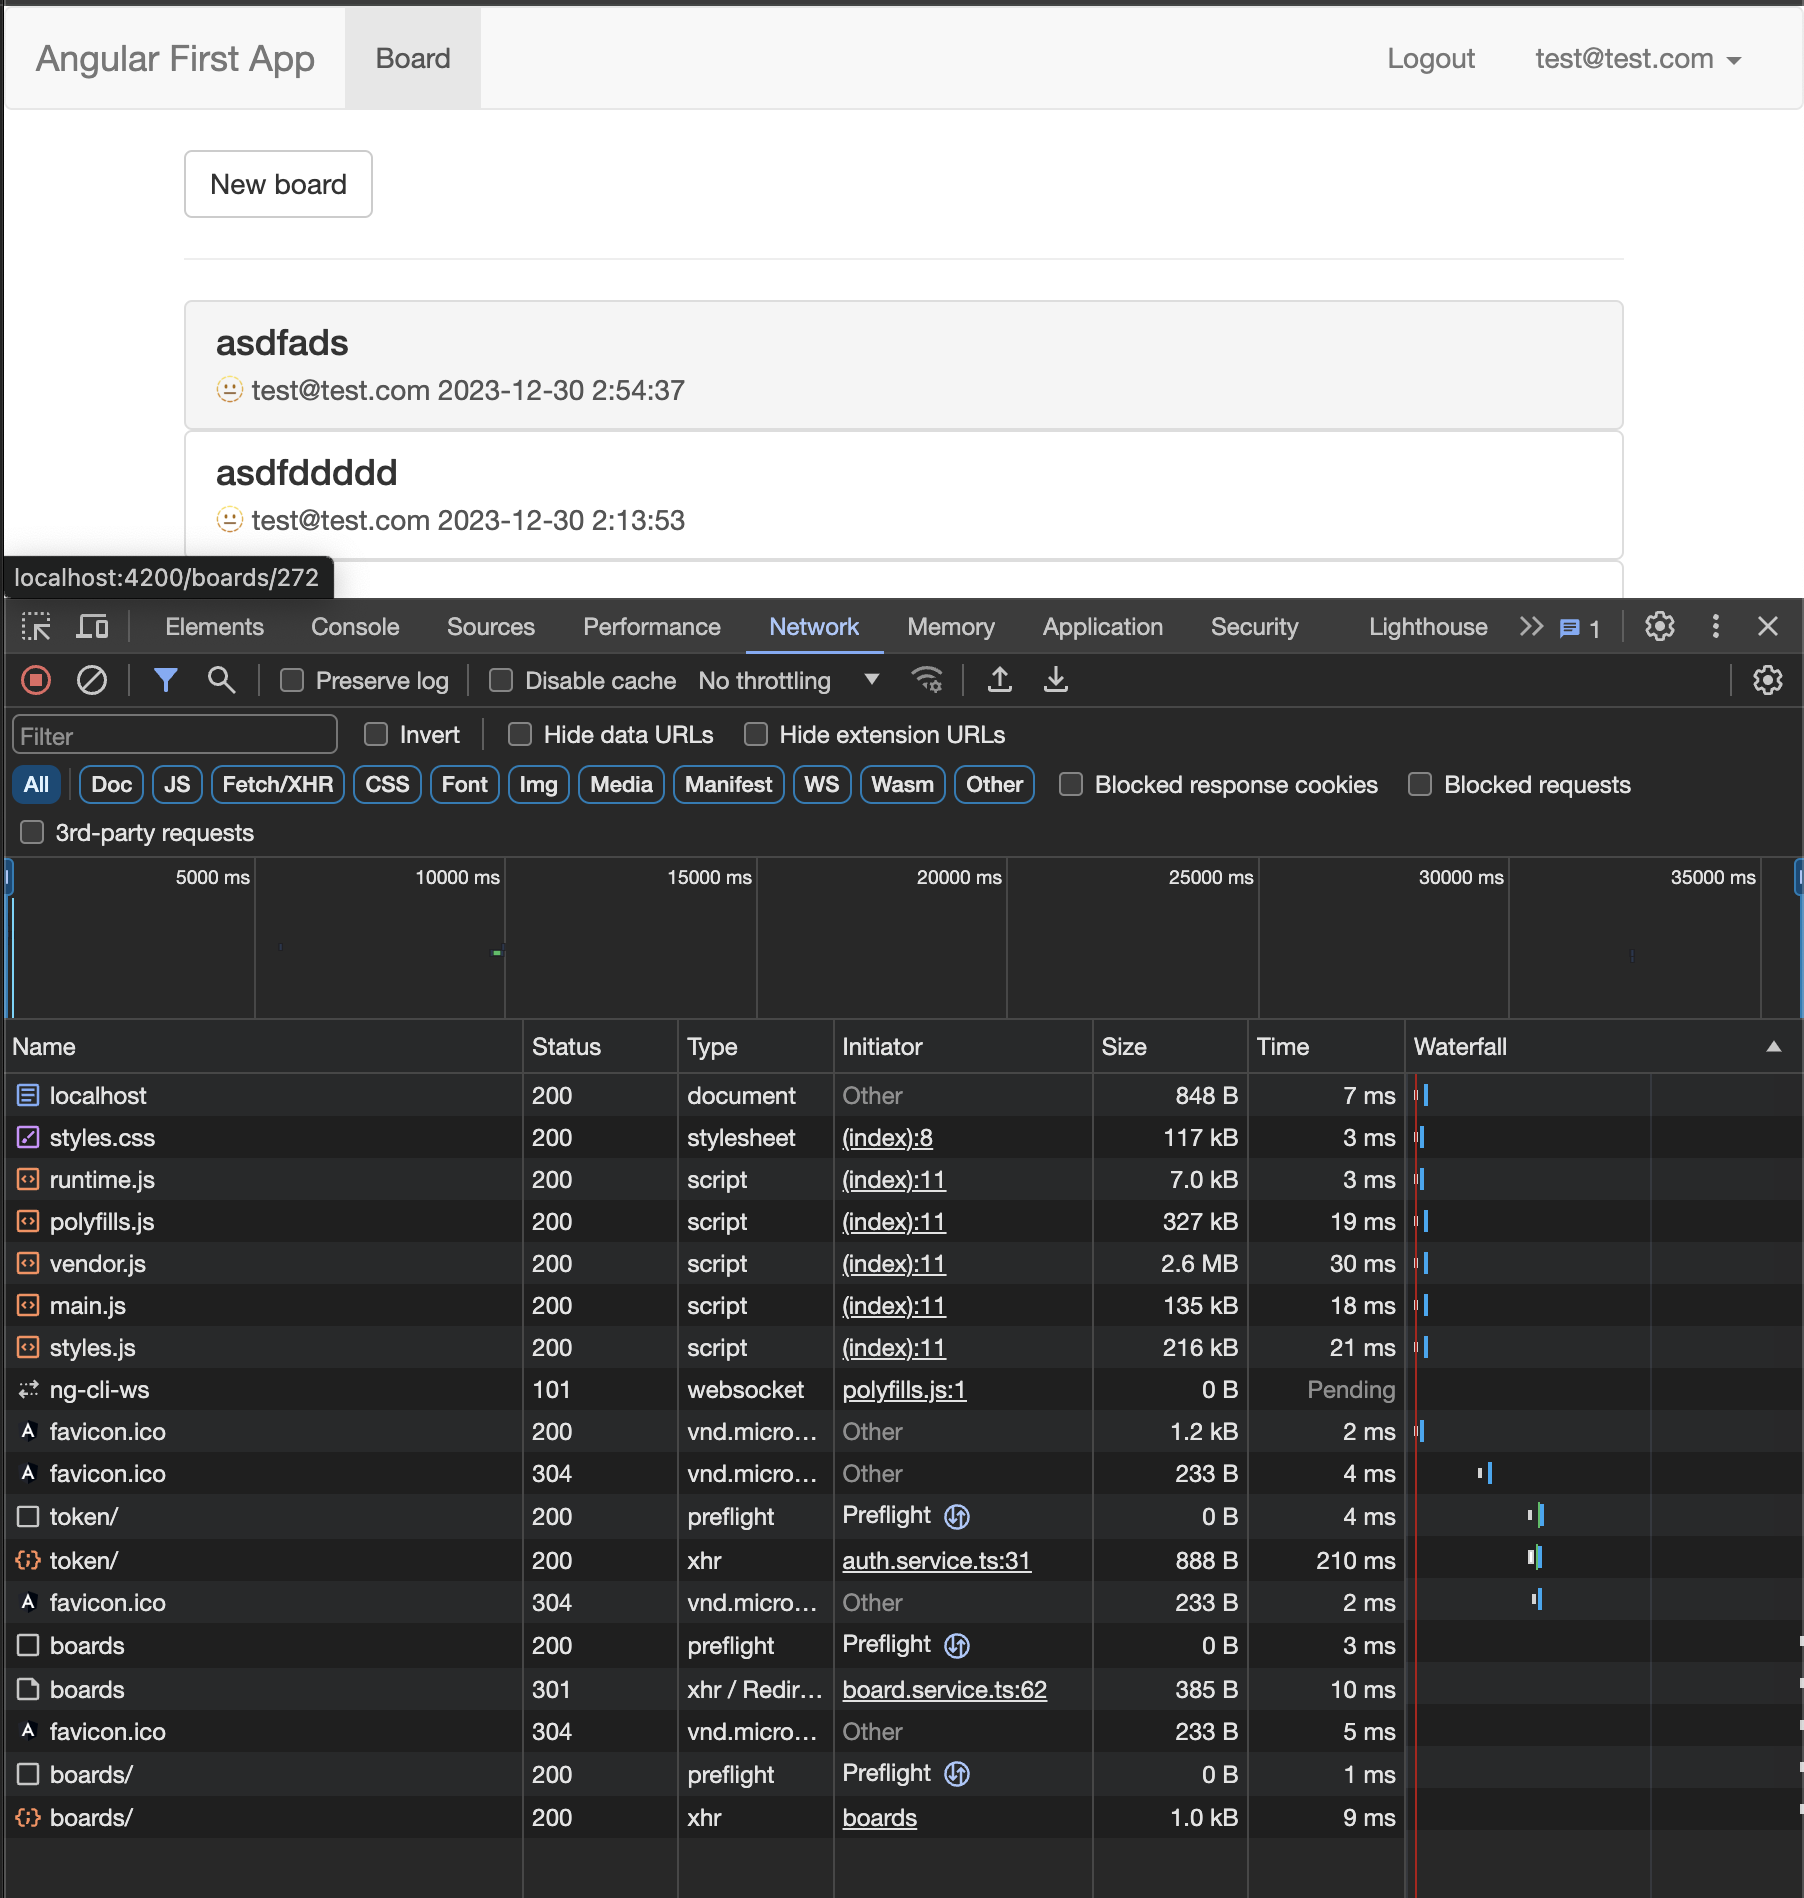 Angular First App Board Logout test@test.com
New board
asdfads
test@test.com 2023-12-30 2:54:37
asdfddddd
test@test.com 2023-12-30 2:13:53
localhost:4200/boards/272
Elements Console Sources Performance Network Memory Application Security Lighthouse 1
Preserve log Disable cache No throttling
Filter Invert Hide data URLs Hide extension URLs
All Doc JS Fetch/XHR CSS Font Img Media Manifest WS Wasm Other Blocked response cookies Blocked requests
3rd-party requests
5000 ms 10000 ms 15000 ms 20000 ms 25000 ms 30000 ms 35000 ms
Name Status Type Initiator Size Time Waterfall
localhost 200 document Other 848 B 7 ms
styles.css 200 stylesheet (index):8 117 kB 3 ms
runtime.js 200 script (index):11 7.0 kB 3 ms
polyfills.js 200 script (index):11 327 kB 19 ms
vendor.js 200 script (index):11 2.6 MB 30 ms
main.js 200 script (index):11 135 kB 18 ms
styles.js 200 script (index):11 216 kB 21 ms
ng-cli-ws 101 websocket polyfills.js:1 0 B Pending
favicon.ico 200 vnd.micro... Other 1.2 kB 2 ms
favicon.ico 304 vnd.micro... Other 233 B 4 ms
token/ 200 preflight Preflight 0 B 4 ms
token/ 200 xhr auth.service.ts:31 888 B 210 ms
favicon.ico 304 vnd.micro... Other 233 B 2 ms
boards 200 preflight Preflight 0 B 3 ms
boards 301 xhr / Redir... board.service.ts:62 385 B 10 ms
favicon.ico 304 vnd.micro... Other 233 B 5 ms
boards/ 200 preflight Preflight 0 B 1 ms
boards/ 200 xhr boards 1.0 kB 9 ms